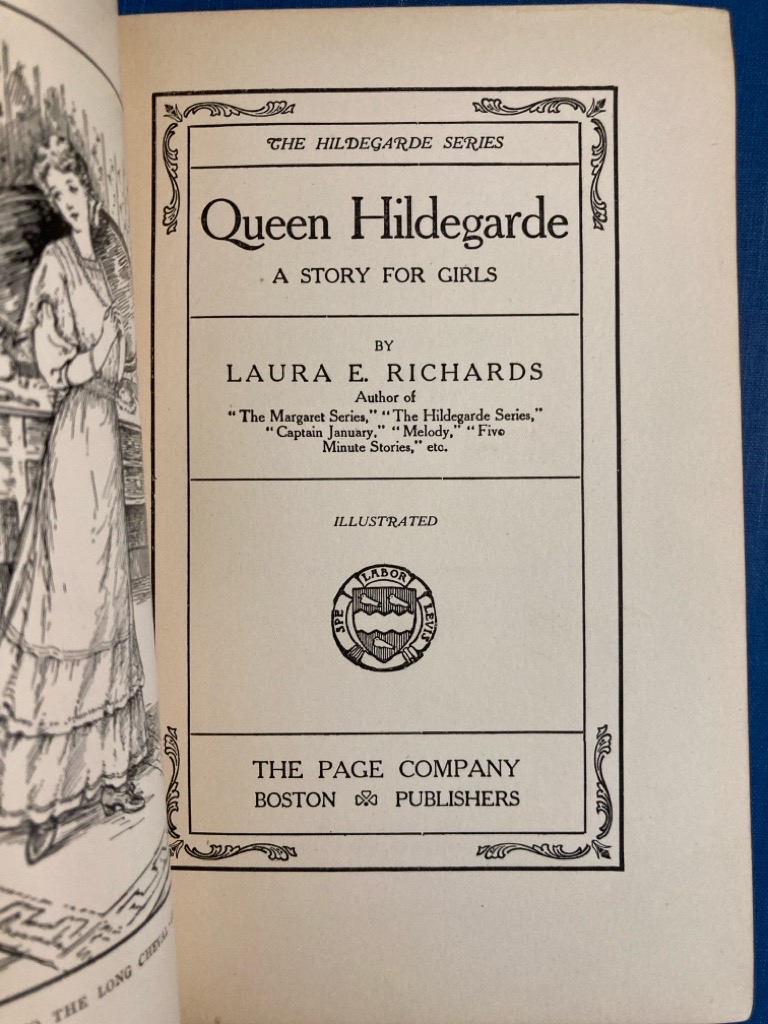 THE HILDEGARDE SERIES
Queen Hildegarde
A STORY FOR GIRLS
BY
LAURA E. RICHARDS
Author of
"The Margaret Series," "The Hildegarde Series,"
"Captain January," "Melody," "Five
Minute Stories," etc.
ILLUSTRATED
SPE LABOR LEVIS
THE PAGE COMPANY
BOSTON PUBLISHERS
THE LONG CHEVAL